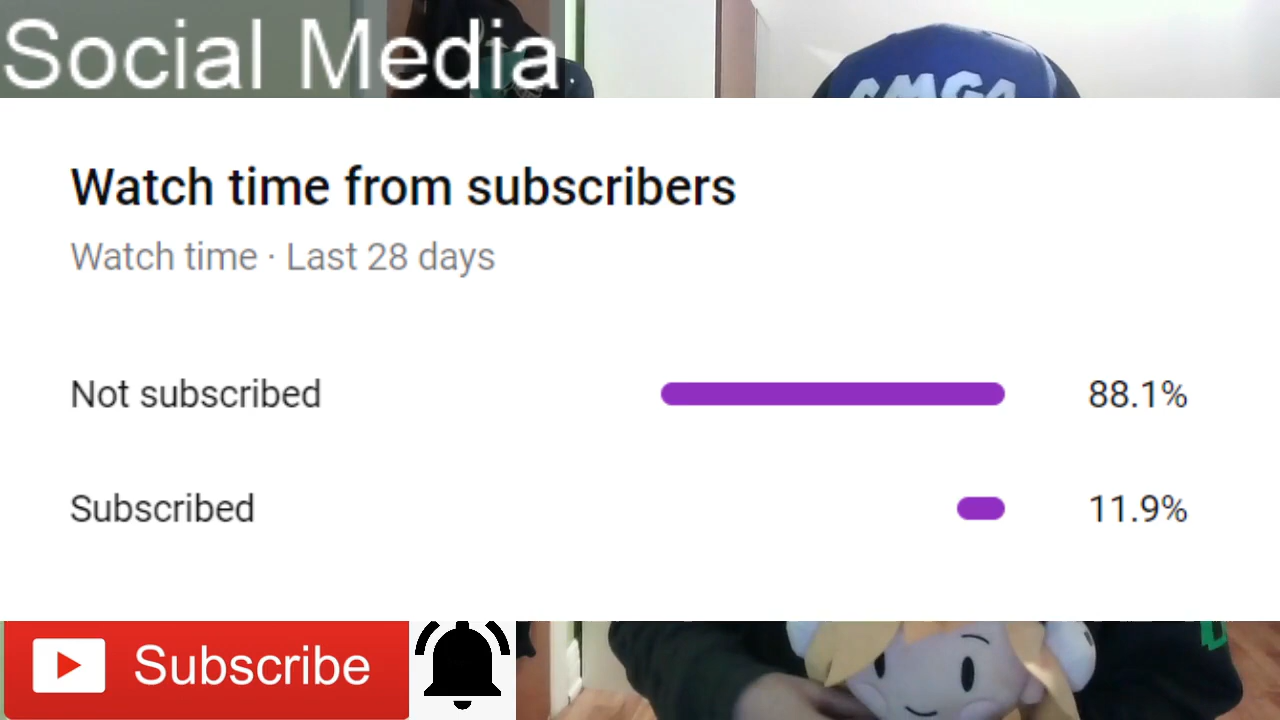 Social Media
Watch time from subscribers
Watch time · Last 28 days
Not subscribed 88.1%
Subscribed 11.9%
Subscribe